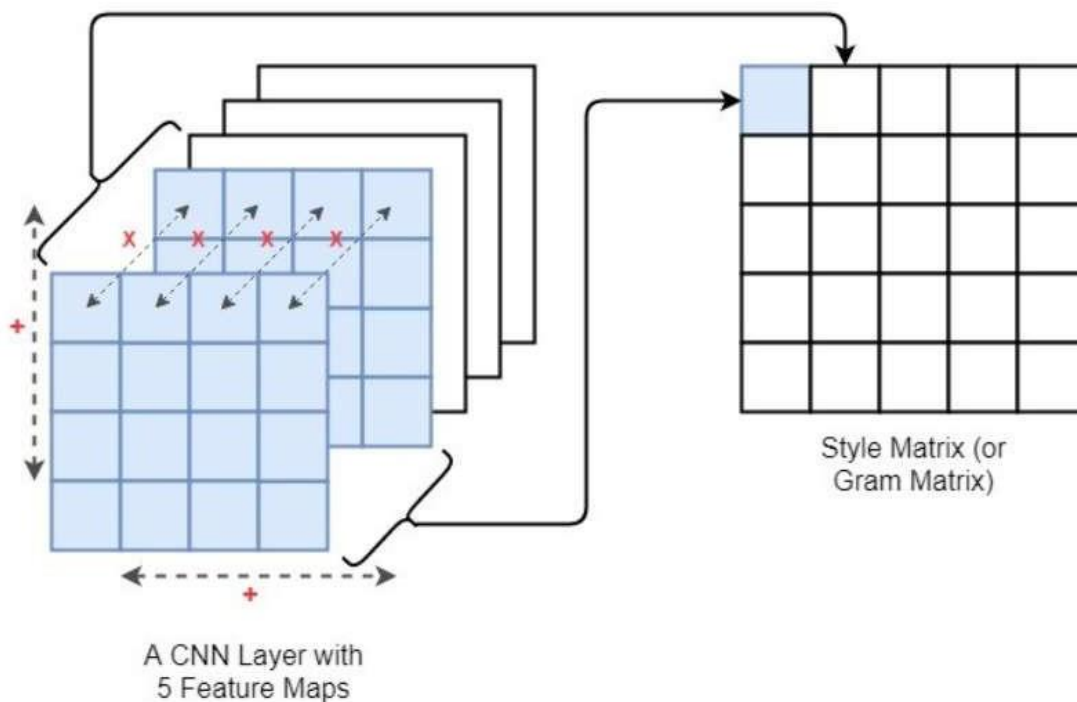 X X X X
+
+
Style Matrix (or
Gram Matrix)
A CNN Layer with
5 Feature Maps